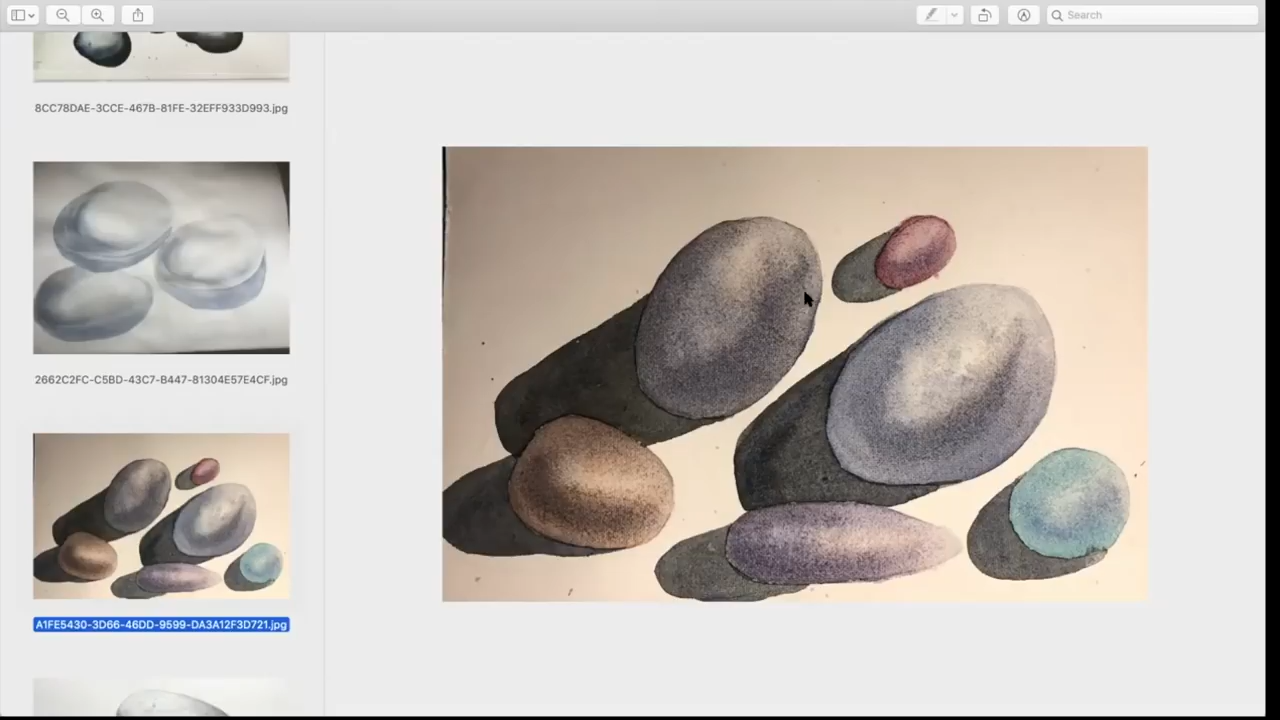 Search
8CC78DAE-3CCE-467B-81FE-32EFF933D993.jpg
2662C2FC-C5BD-43C7-B447-81304E57E4CF.jpg
A1FE5430-3D66-46DD-9599-DA3A12F3D721.jpg